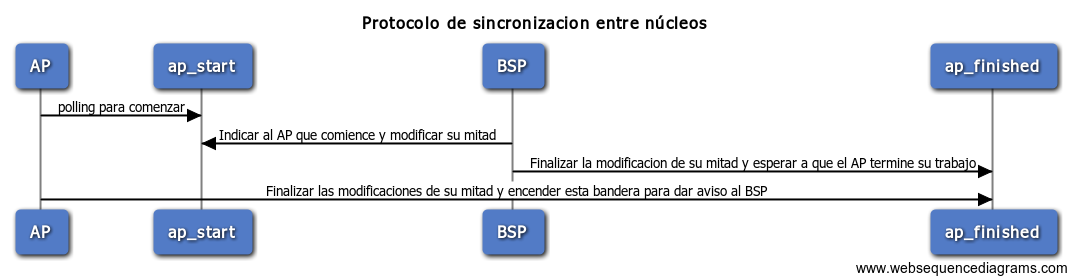 Protocolo de sincronizacion entre núcleos
AP
ap_start
BSP
ap_finished
polling para comenzar
Indicar al AP que comience y modificar su mitad
Finalizar la modificacion de su mitad y esperar a que el AP termine su trabajo
Finalizar las modificaciones de su mitad y encender esta bandera para dar aviso al BSP
AP
ap_start
BSP
ap_finished
www.websequencediagrams.com